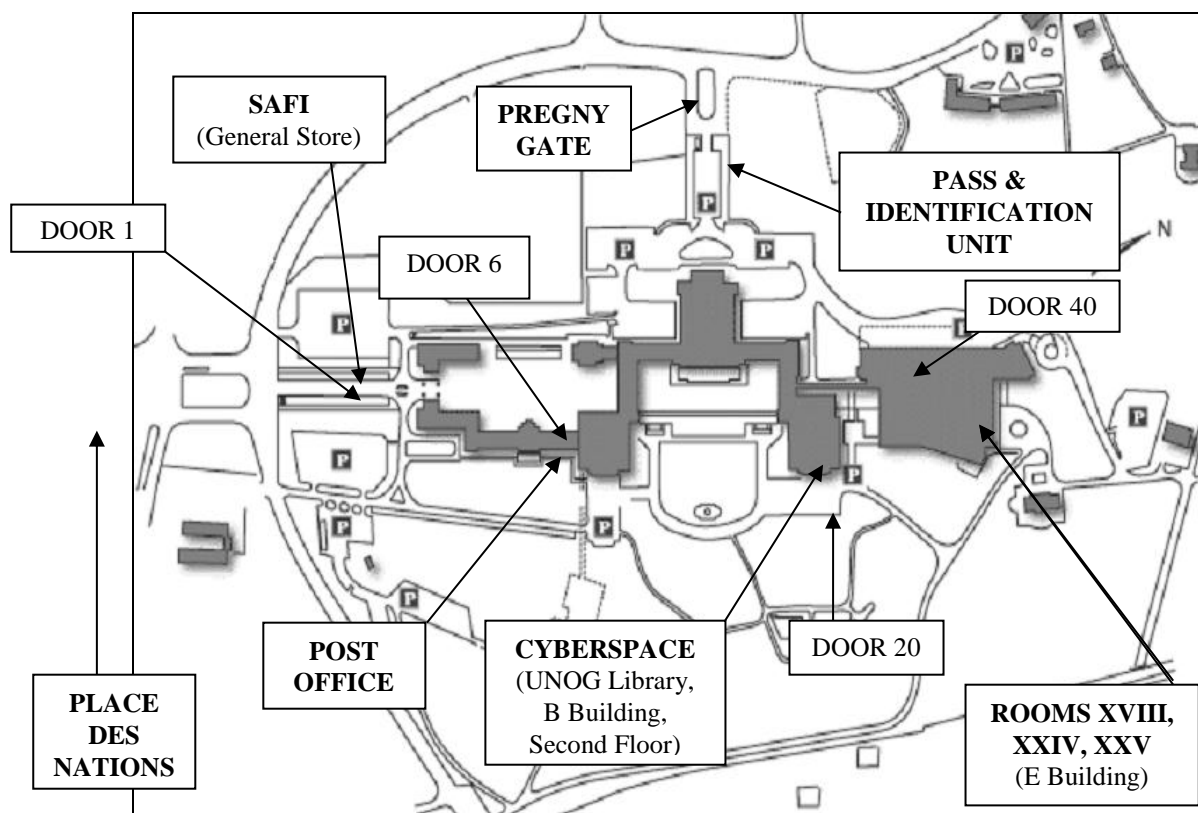 SAFI
(General Store)
PREGNY
GATE
PASS &
IDENTIFICATION
UNIT
DOOR 1
DOOR 6
N
DOOR 40
P
P
P
P
P
P
P
P
P
P
P
P
POST
OFFICE
CYBERSPACE
(UNOG Library,
B Building,
Second Floor)
DOOR 20
PLACE
DES
NATIONS
ROOMS XVIII,
XXIV, XXV
(E Building)